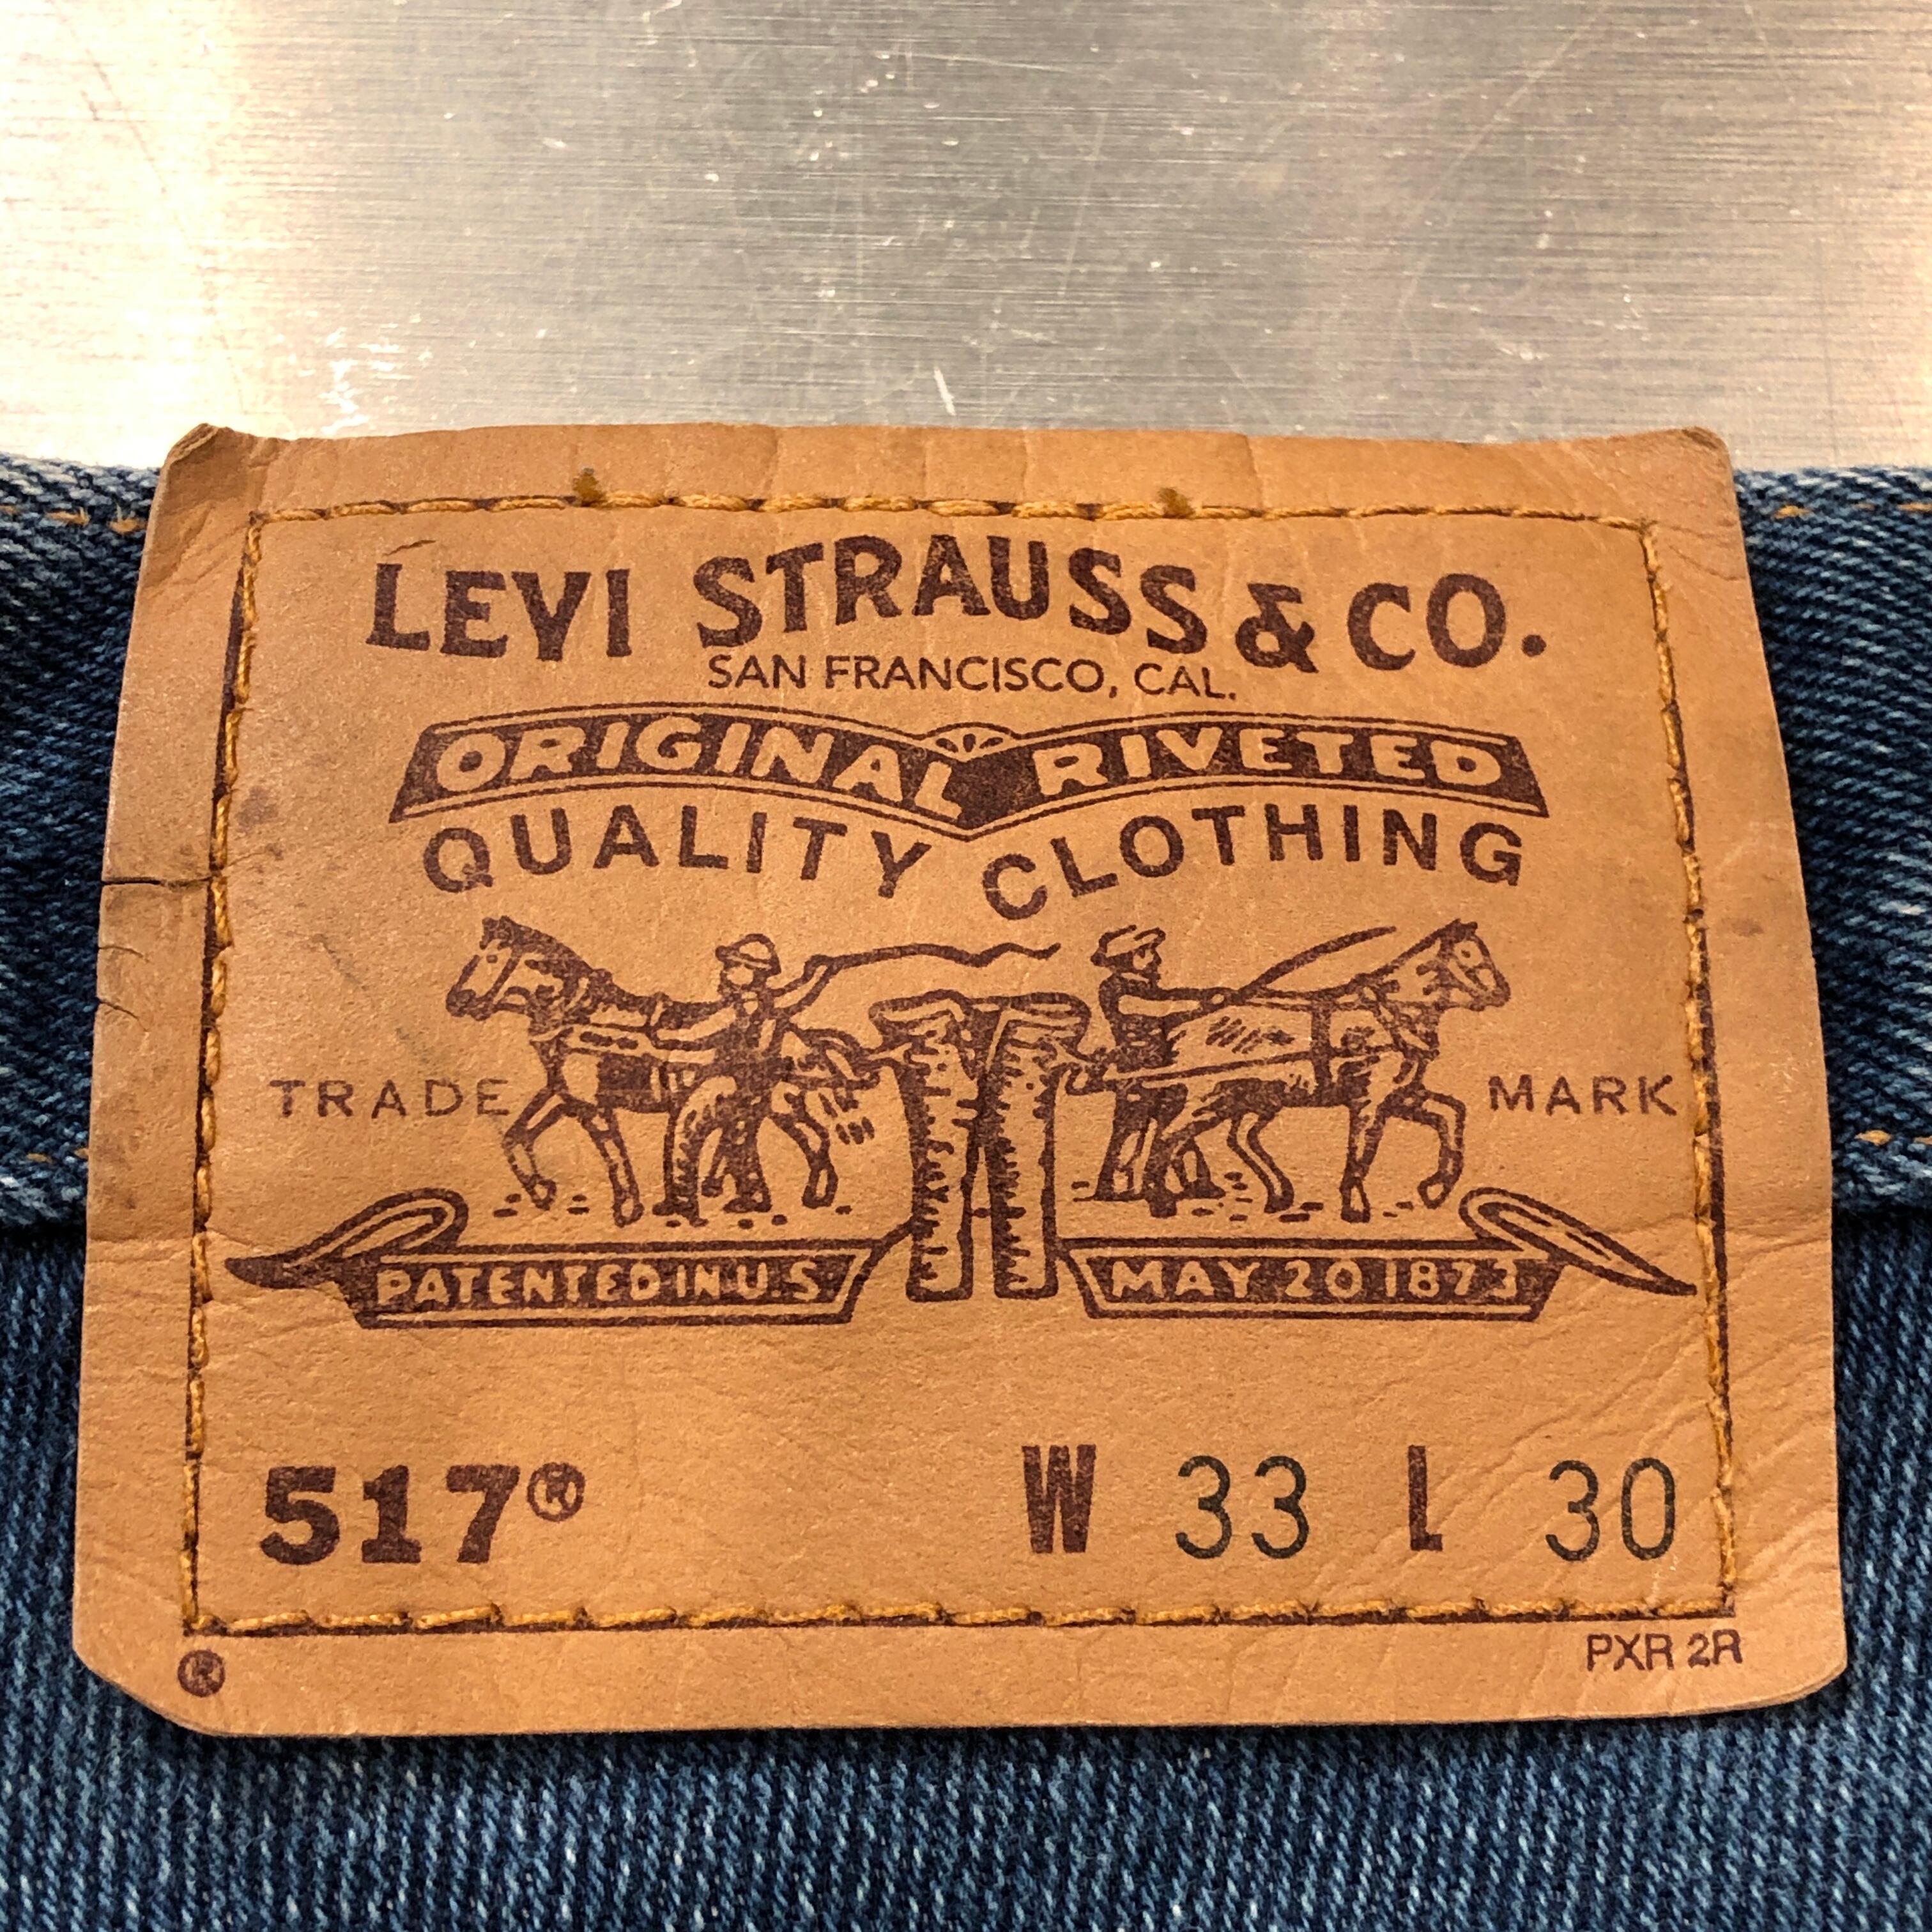 LEVI STRAUSS & CO.
SAN FRANCISCO, CAL.
ORIGINAL RIVETED
QUALITY CLOTHING
TRADE MARK
PATENTED IN U.S. MAY 20 1873
517® W 33 L 30
® PXR 2R